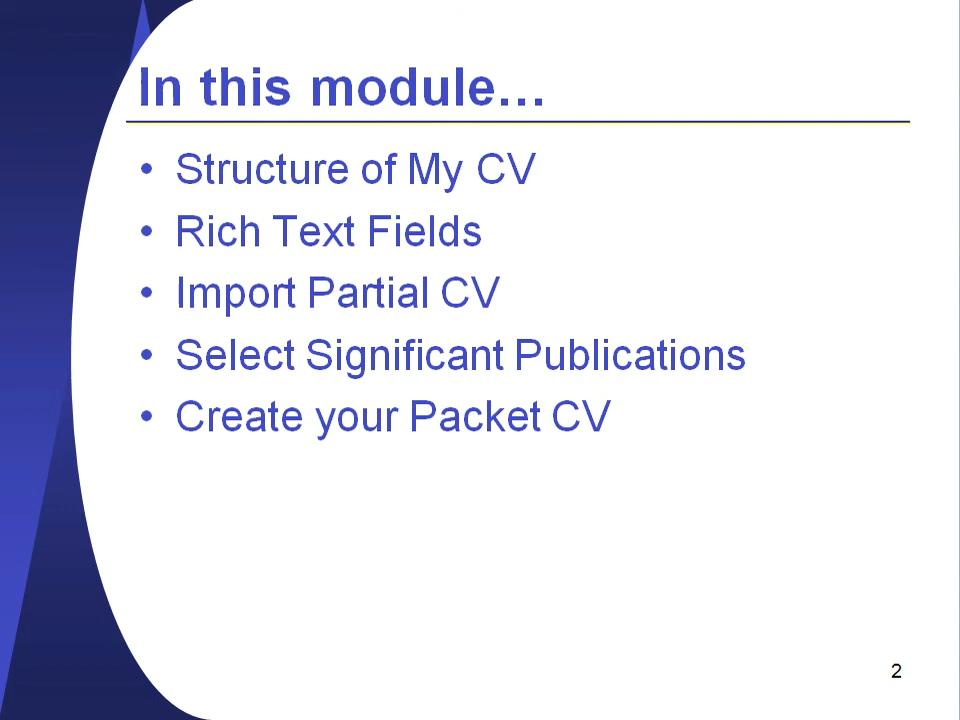 In this module…
• Structure of My CV
• Rich Text Fields
• Import Partial CV
• Select Significant Publications
• Create your Packet CV
2